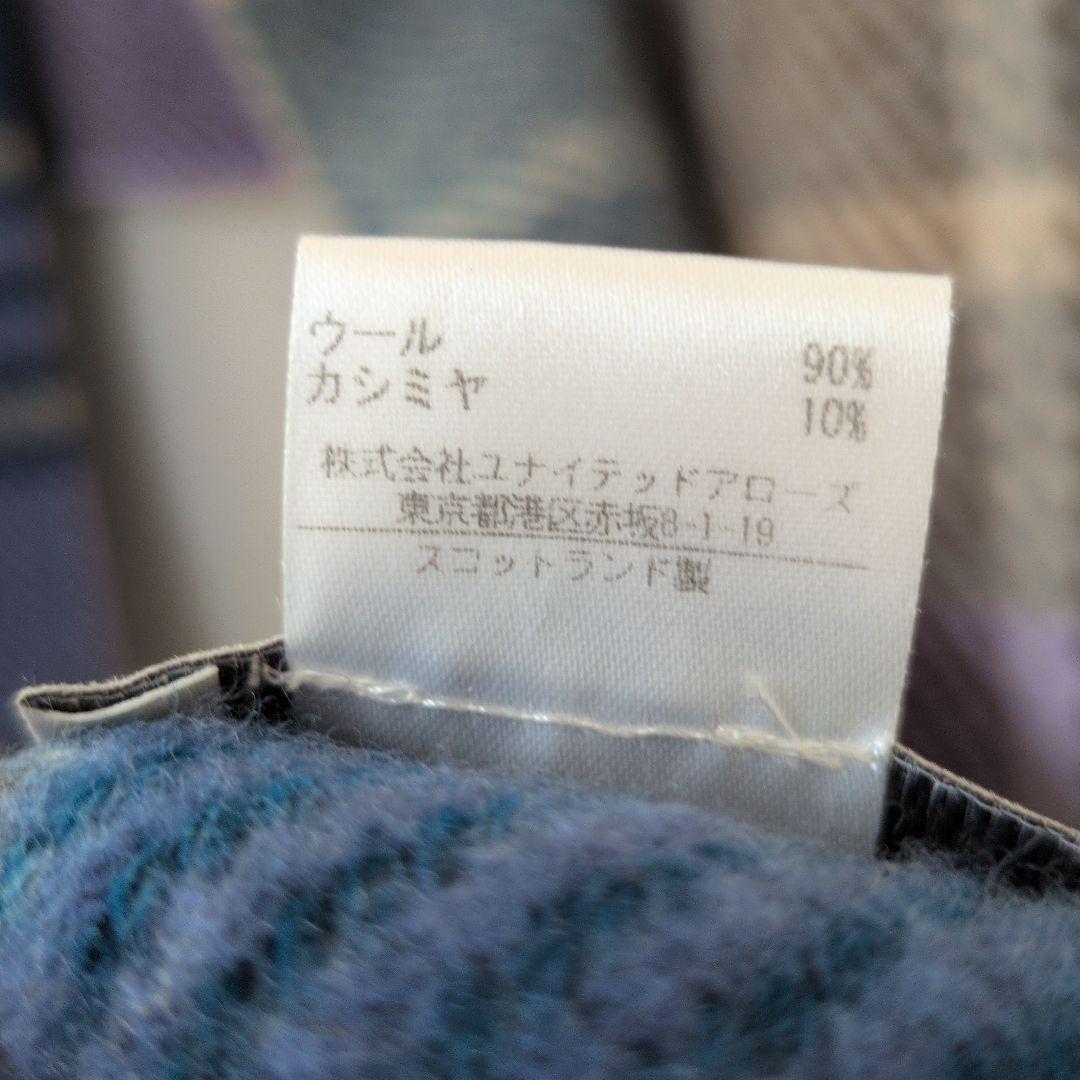 ウール 90%
カシミヤ 10%
株式会社ユナイテッドアローズ
東京都港区赤坂8-1-19
スコットランド製